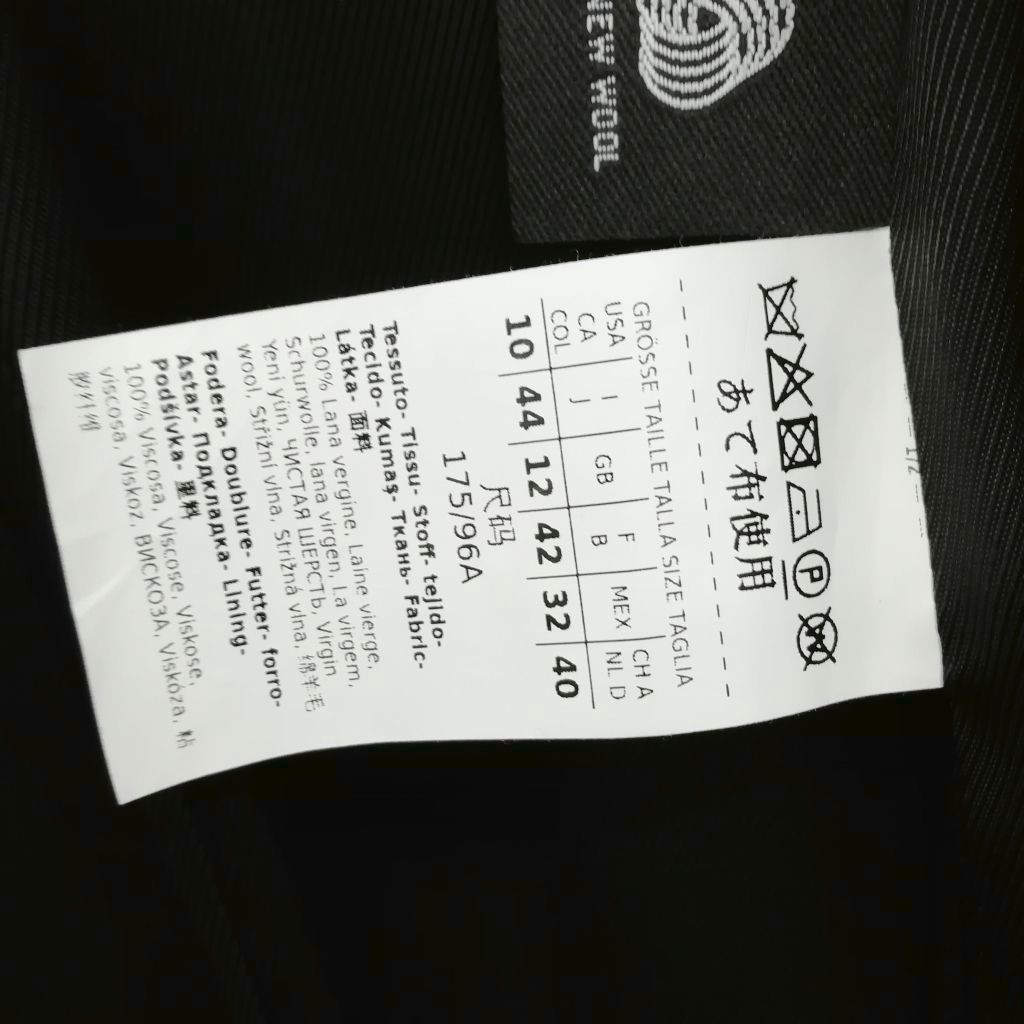 NEW WOOL
1/2
あて布使用
GRÖSSE TAILLE TALLA SIZE TAGLIA
USA I GB F MEX CH A
CA J B NL D
COL
10 44 12 42 32 40
尺码
175/96A
Tessuto- Tissu- Stoff- tejido-
Tecido- Kumaş- Ткань- Fabric-
Látka- 面料
100% Lana vergine, Laine vierge,
Schurwolle, lana virgen, La virgem,
Yeni yün, ЧИСТАЯ ШЕРСТЬ, Virgin
wool, Střižní vlna, Strižná vlna, 绵羊毛
Fodera- Doublure- Futter- forro-
Astar- Подкладка- Lining-
Podšívka- 里料
100% Viscosa, Viscose, Viskose,
viscosa, Viskoz, ВИСКОЗА, Viskóza, 粘
胶纤维